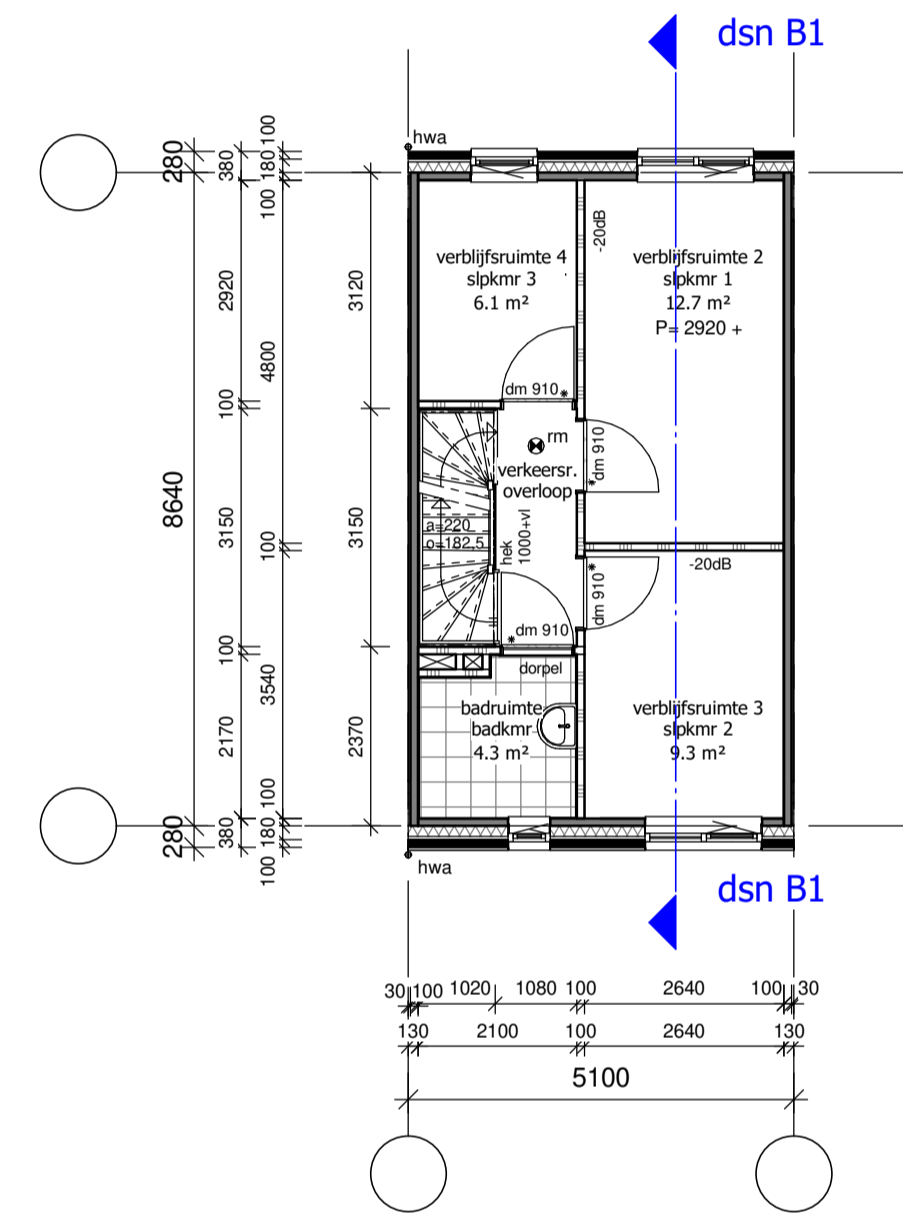 dsn B1
hwa
280
380
100
180
100
2920
4800
3120
-20dB
verblijfsruimte 4
slpkmr 3
6.1 m²
verblijfsruimte 2
slpkmr 1
12.7 m²
P= 2920 +
dm 910 *
100
rm
verkeersr.
overloop
dm 910 *
8640
3150
100
3150
a=220
o=182,5
hek
1000+vl
-20dB
dm 910 *
* dm 910
dorpel
100
3540
2170
2370
badruimte
badkmr
4.3 m²
verblijfsruimte 3
slpkmr 2
9.3 m²
280
380
100
180
100
hwa
dsn B1
30 100 1020 1080 100 2640 100 30
130 2100 100 2640 130
5100